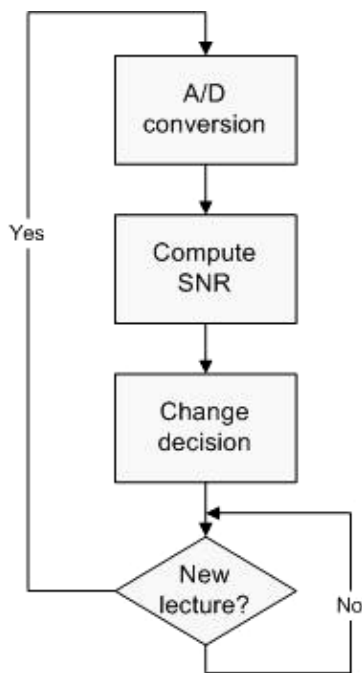 A/D
conversion
Yes
Compute
SNR
Change
decision
New
lecture?
No